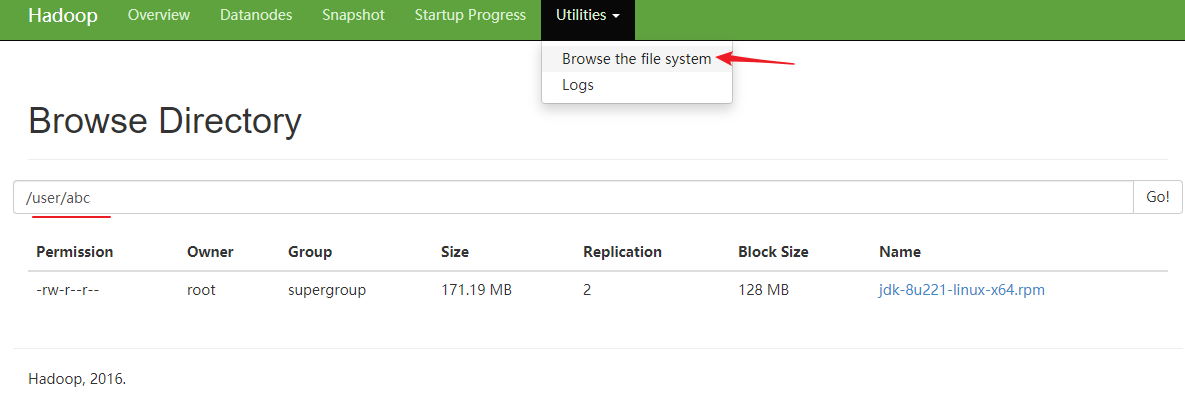 Hadoop Overview Datanodes Snapshot Startup Progress Utilities
Browse the file system
Logs
Browse Directory
/user/abc Go!
Permission Owner Group Size Replication Block Size Name
-rw-r--r-- root supergroup 171.19 MB 2 128 MB jdk-8u221-linux-x64.rpm
Hadoop, 2016.